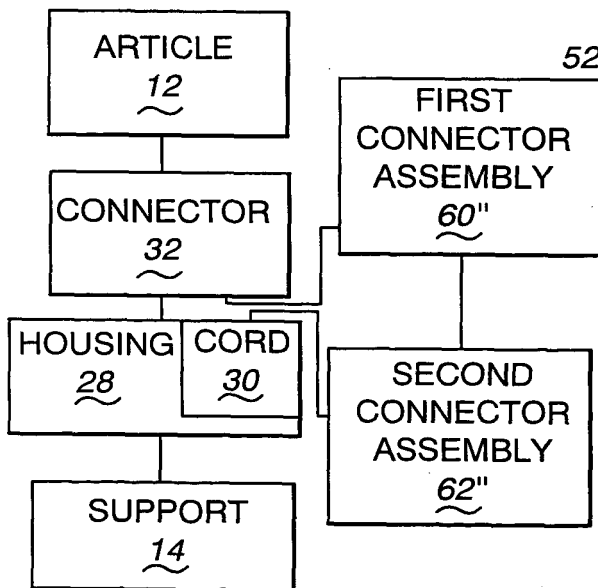 ARTICLE
12
CONNECTOR
32
HOUSING
28
CORD
30
SUPPORT
14
52
FIRST
CONNECTOR
ASSEMBLY
60"
SECOND
CONNECTOR
ASSEMBLY
62"